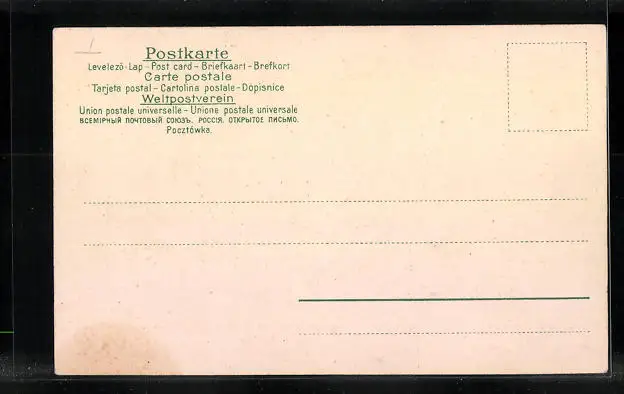 Postkarte
Levelező-Lap - Post card - Briefkaart - Brefkort
Carte postale
Tarjeta postal - Cartolina postale - Dopisnice
Weltpostverein
Union postale universelle - Unione postale universale
ВСЕМІРНЫЙ ПОЧТОВЫЙ СОЮЗЪ. РОССІЯ. ОТКРЫТОЕ ПИСЬМО.
Pocztówka.